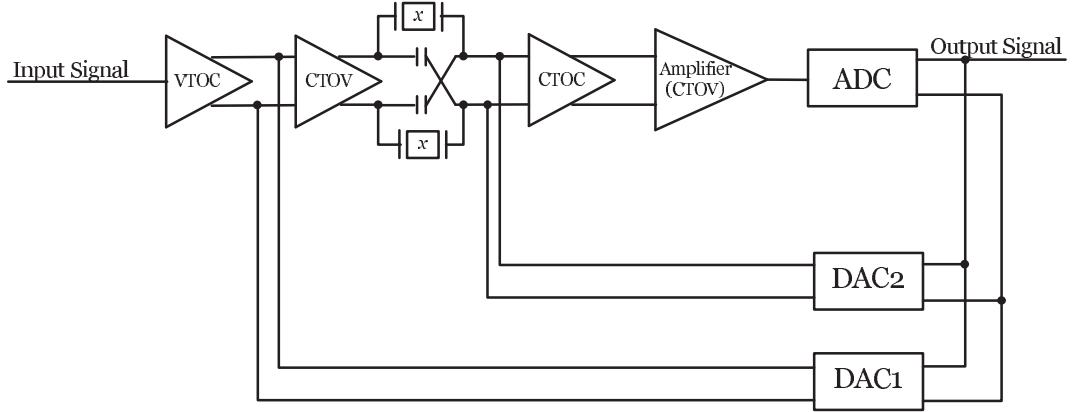 x
Input Signal
VTOC
CTOV
CTOC
Amplifier
(CTOV)
ADC
Output Signal
x
DAC2
DAC1